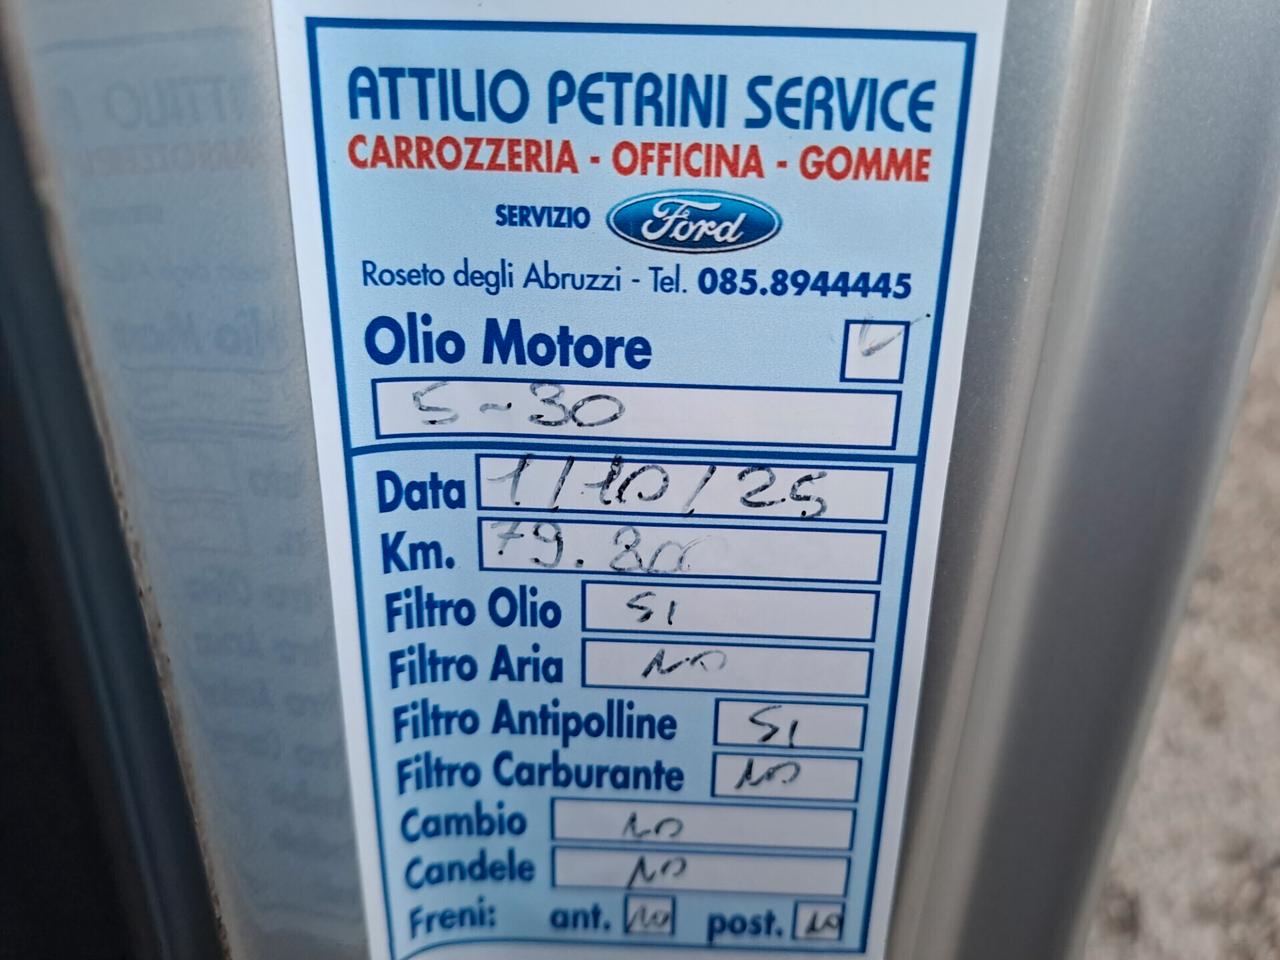 ATTILIO PETRINI SERVICE
CARROZZERIA - OFFICINA - GOMME
SERVIZIO Ford
Roseto degli Abruzzi - Tel. 085.8944445
Olio Motore
5-30
Data 1/10/25
Km.
Filtro Olio SI
Filtro Aria NO
Filtro Antipolline SI
Filtro Carburante NO
Cambio NO
Candele NO
Freni: ant. NO post. NO